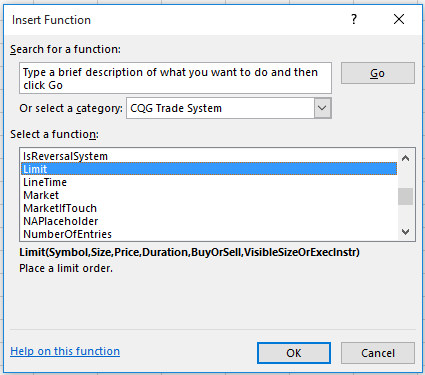 Insert Function
? ×
Search for a function:
Type a brief description of what you want to do and then
click Go
Go
Or select a category: CQG Trade System
Select a function:
IsReversalSystem
Limit
LineTime
Market
MarketIfTouch
NAPlaceholder
NumberOfEntries
Limit(Symbol,Size,Price,Duration,BuyOrSell,VisibleSizeOrExecInstr)
Place a limit order.
Help on this function
OK Cancel